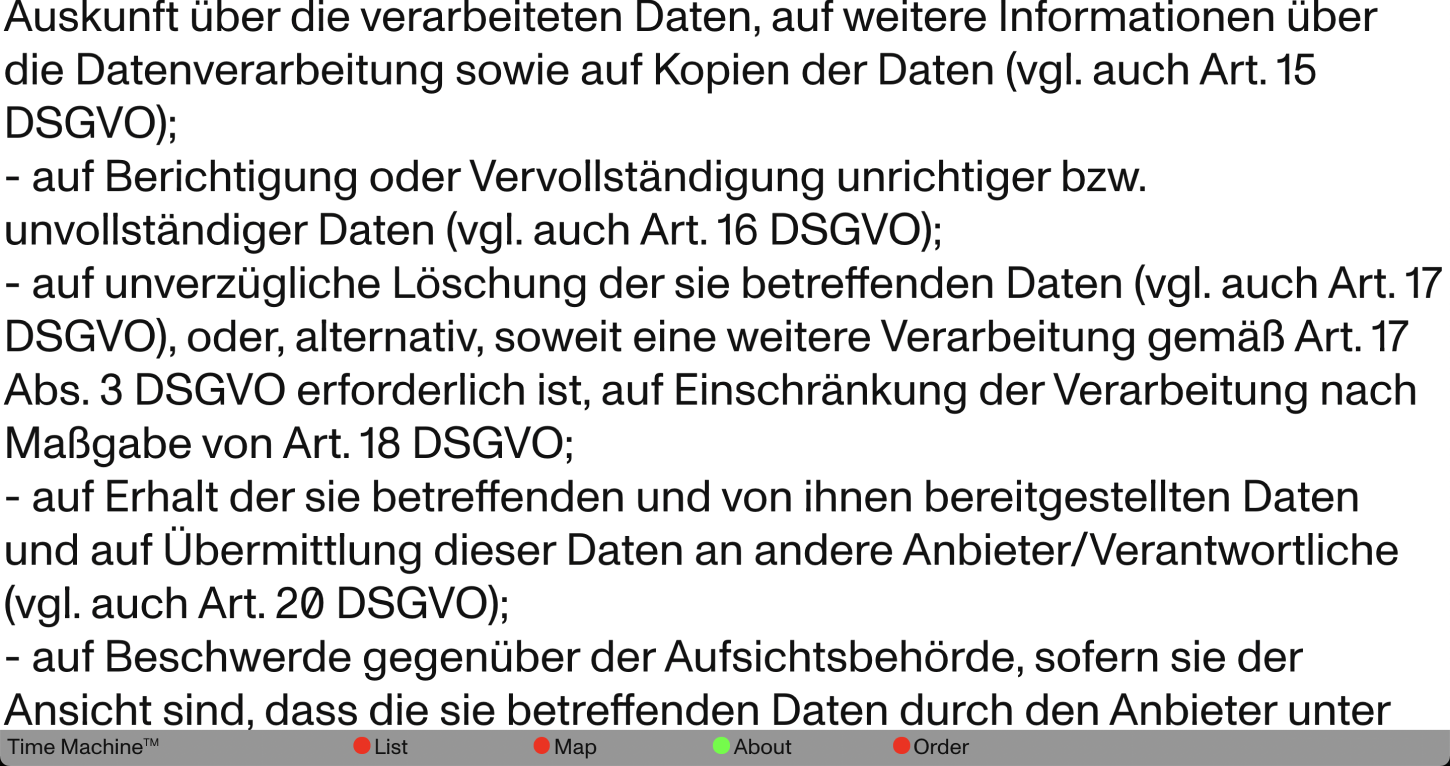 Auskunft über die verarbeiteten Daten, auf weitere Informationen über
die Datenverarbeitung sowie auf Kopien der Daten (vgl. auch Art. 15
DSGVO);
- auf Berichtigung oder Vervollständigung unrichtiger bzw.
unvollständiger Daten (vgl. auch Art. 16 DSGVO);
- auf unverzügliche Löschung der sie betreffenden Daten (vgl. auch Art. 17
DSGVO), oder, alternativ, soweit eine weitere Verarbeitung gemäß Art. 17
Abs. 3 DSGVO erforderlich ist, auf Einschränkung der Verarbeitung nach
Maßgabe von Art. 18 DSGVO;
- auf Erhalt der sie betreffenden und von ihnen bereitgestellten Daten
und auf Übermittlung dieser Daten an andere Anbieter/Verantwortliche
(vgl. auch Art. 20 DSGVO);
- auf Beschwerde gegenüber der Aufsichtsbehörde, sofern sie der
Ansicht sind, dass die sie betreffenden Daten durch den Anbieter unter
Time Machine™ List Map About Order